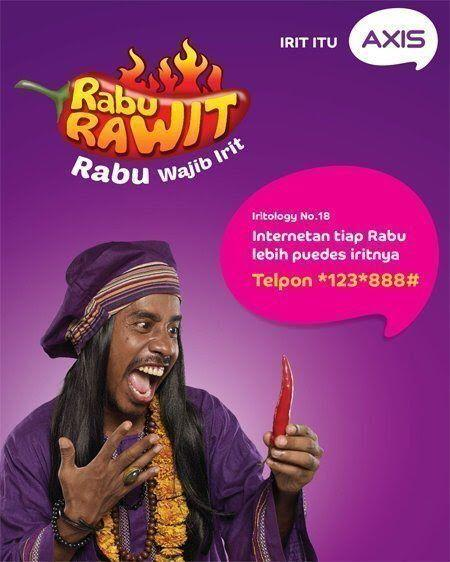 IRIT ITU AXIS
Rabu
RAWIT
Rabu Wajib Irit
Iritology No.18
Internetan tiap Rabu
lebih puedes iritnya
Telpon *123*888#